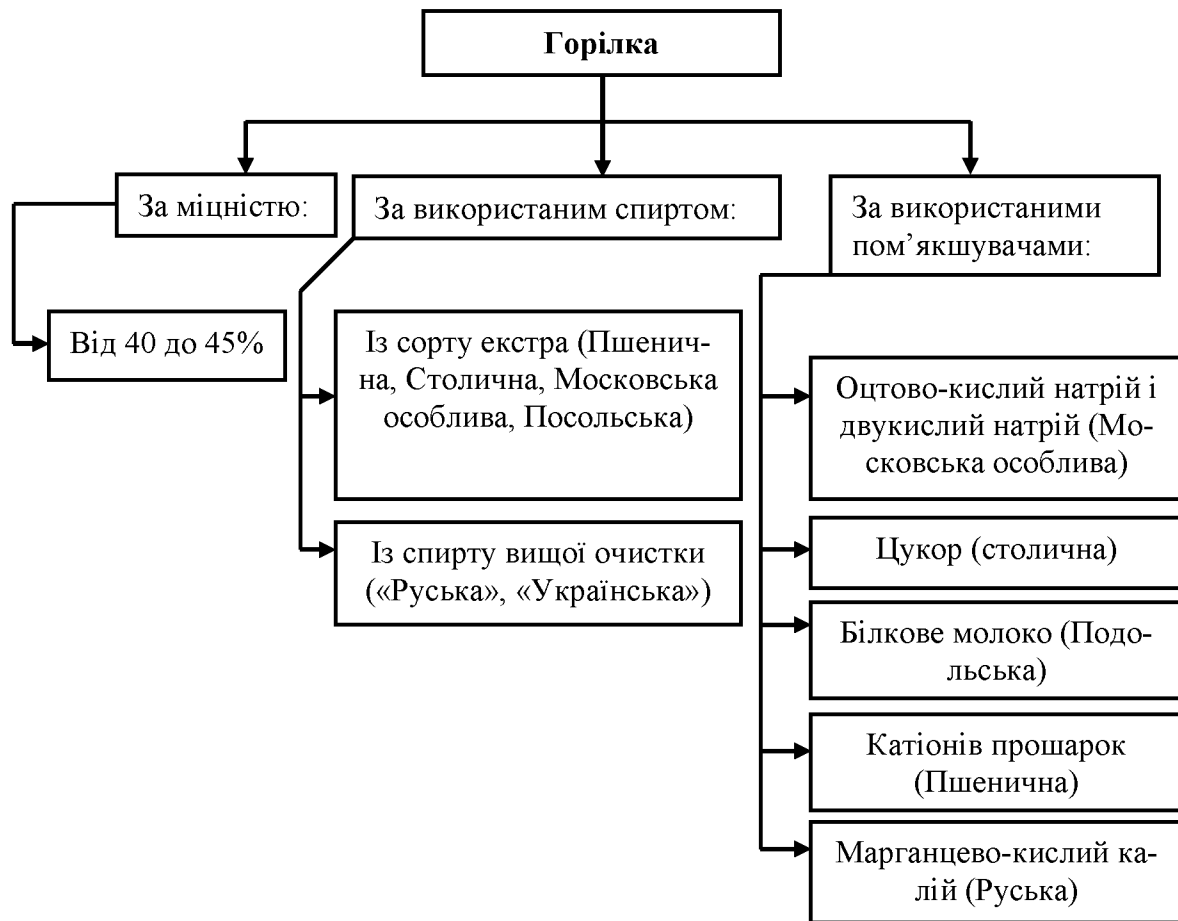 Горілка
За міцністю:
За використаним спиртом:
За використаними
пом’якшувачами:
Від 40 до 45%
Із сорту екстра (Пшенич-
на, Столична, Московська
особлива, Посольська)
Із спирту вищої очистки
(«Руська», «Українська»)
Оцтово-кислий натрій і
двукислий натрій (Мо-
сковська особлива)
Цукор (столична)
Білкове молоко (Подо-
льська)
Катіонів прошарок
(Пшенична)
Марганцево-кислий ка-
лій (Руська)